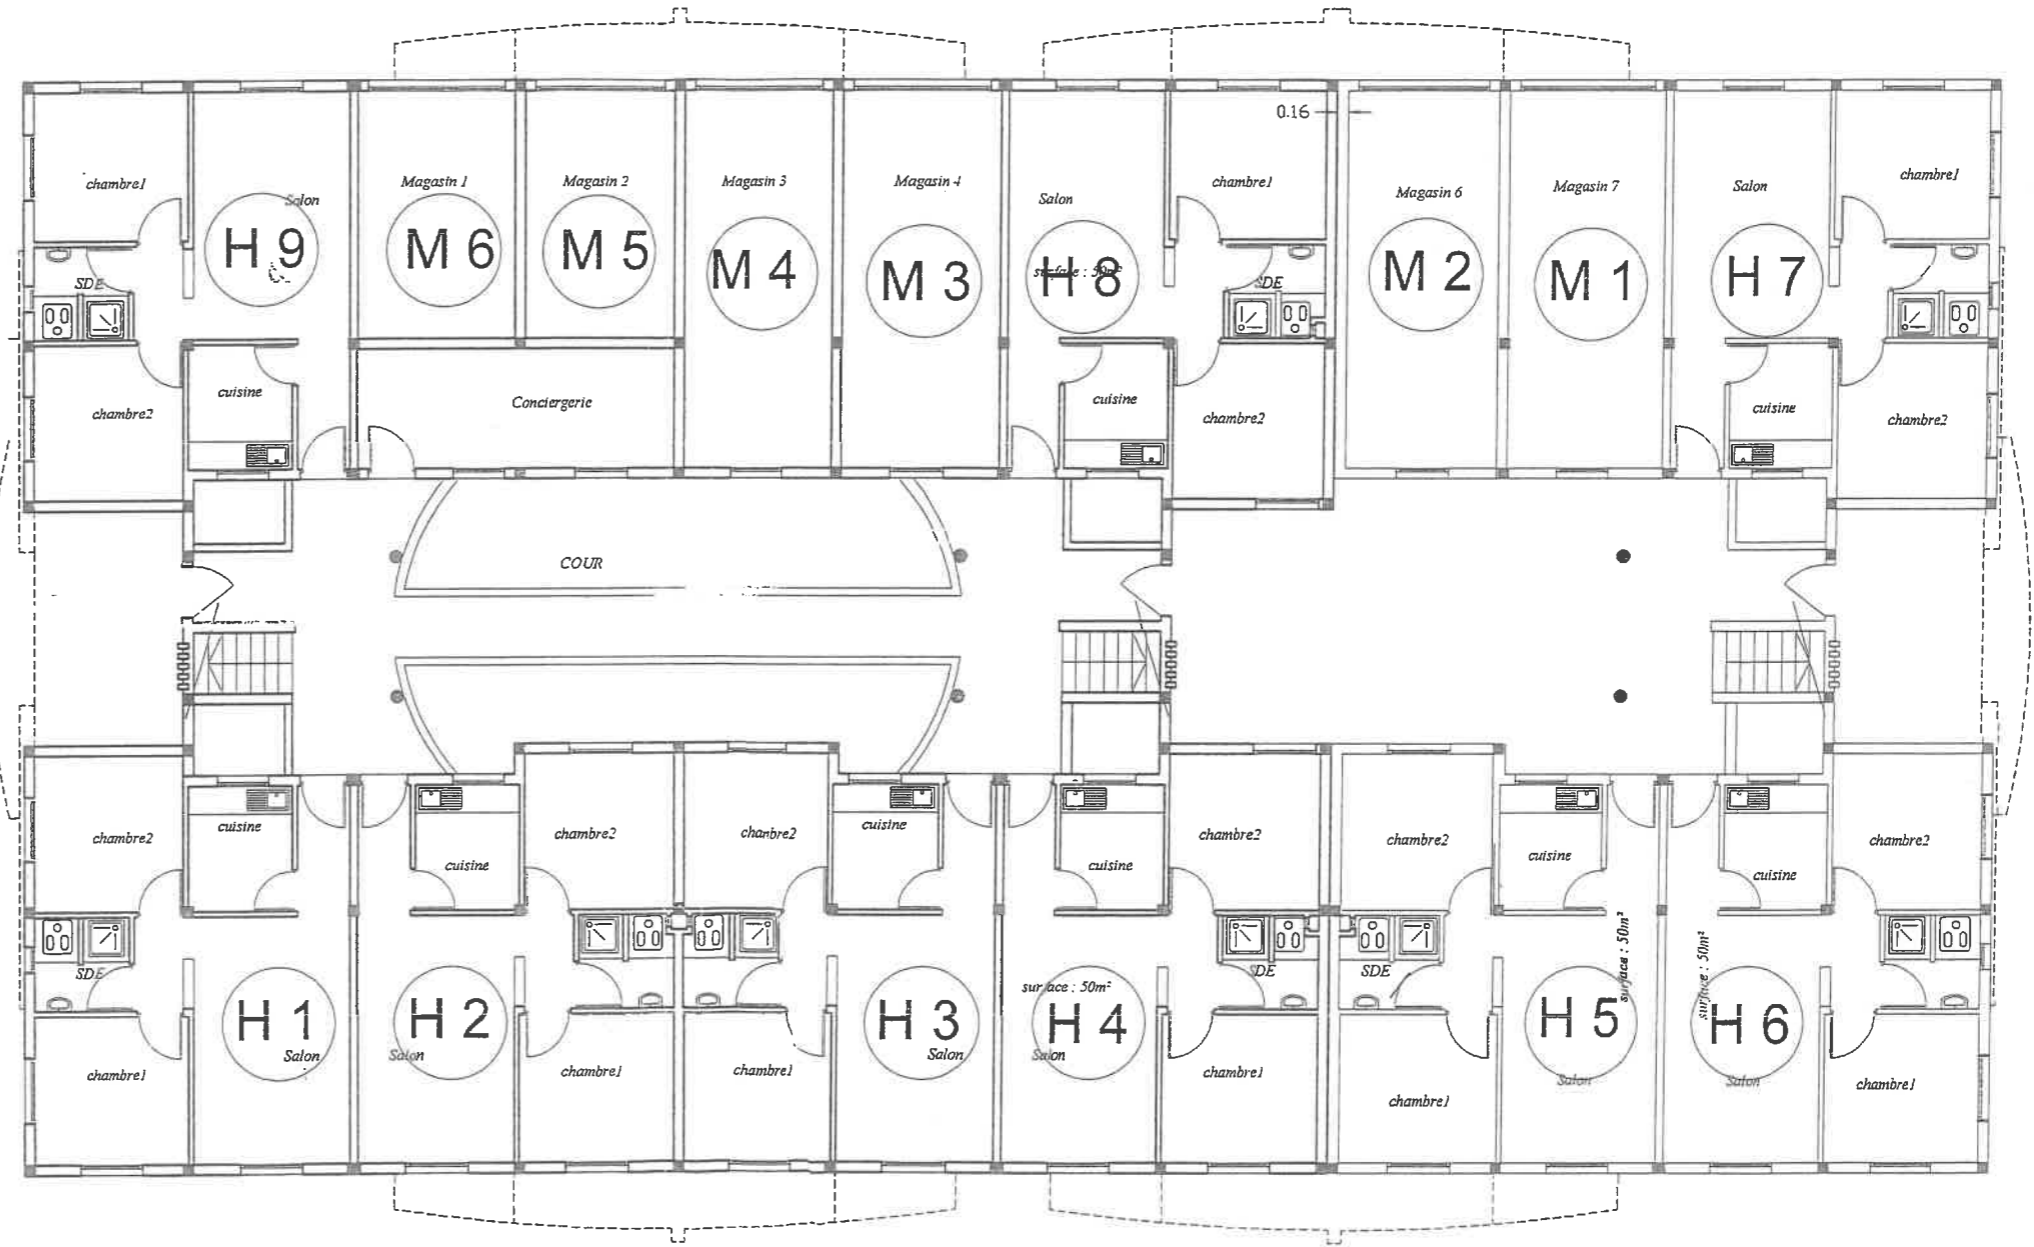 0.16
chambre1
Salon
Magasin 1
Magasin 2
Magasin 3
Magasin 4
Salon
chambre1
Magasin 6
Magasin 7
Salon
chambre1
H 9
M 6
M 5
M 4
M 3
surface : 50m²
H 8
M 2
M 1
H 7
SDE
SDE
chambre2
cuisine
Conciergerie
cuisine
chambre2
cuisine
chambre2
COUR
chambre2
cuisine
cuisine
chambre2
chanbre2
cuisine
cuisine
chambre2
chambre2
cuisine
cuisine
chambre2
SDE
surface : 50m²
SDE
SDE
surface : 50m²
surface : 50m²
H 1
H 2
H 3
H 4
H 5
H 6
chambre1
Salon
Salon
chambre1
chambre1
Salon
Salon
chambre1
chambre1
Salon
Salon
chambre1